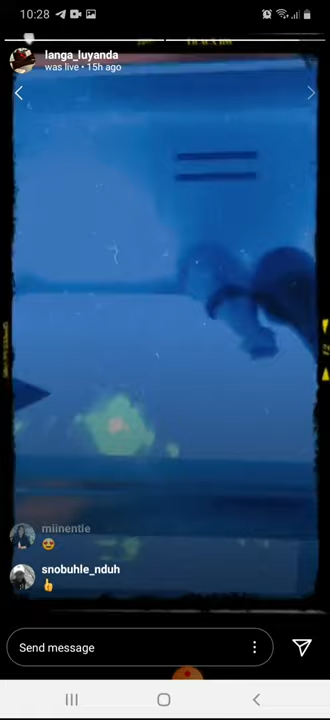 10:28
langa_luyanda
was live • 15h ago
miinentle
😍
snobuhle_nduh
👆
Send message